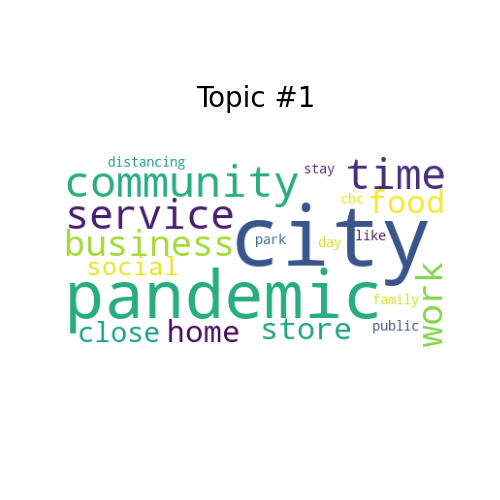 Topic #1
distancing
stay
time
community
cbc
food
service
city
like
business
park
day
social
work
pandemic
family
close
home
store
public